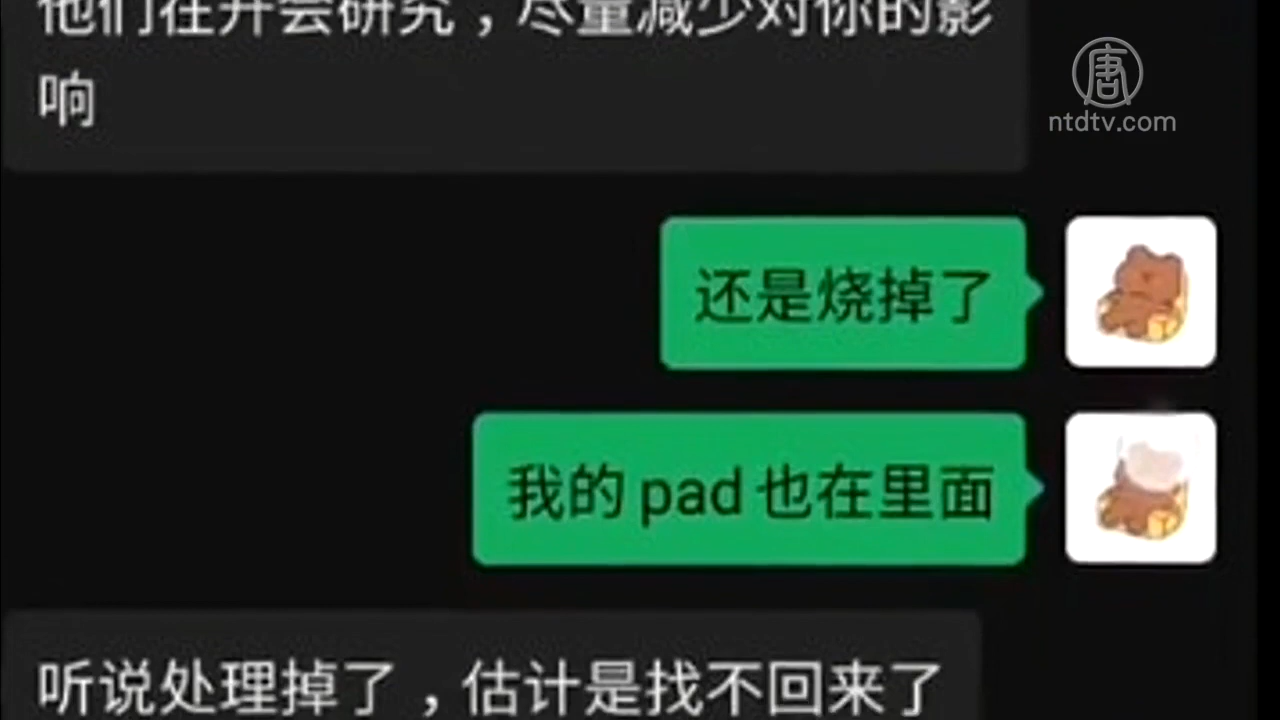 他们在开会研究，尽量减少对你的影
响
唐
ntdtv.com
还是烧掉了
我的 pad 也在里面
听说处理掉了，估计是找不回来了